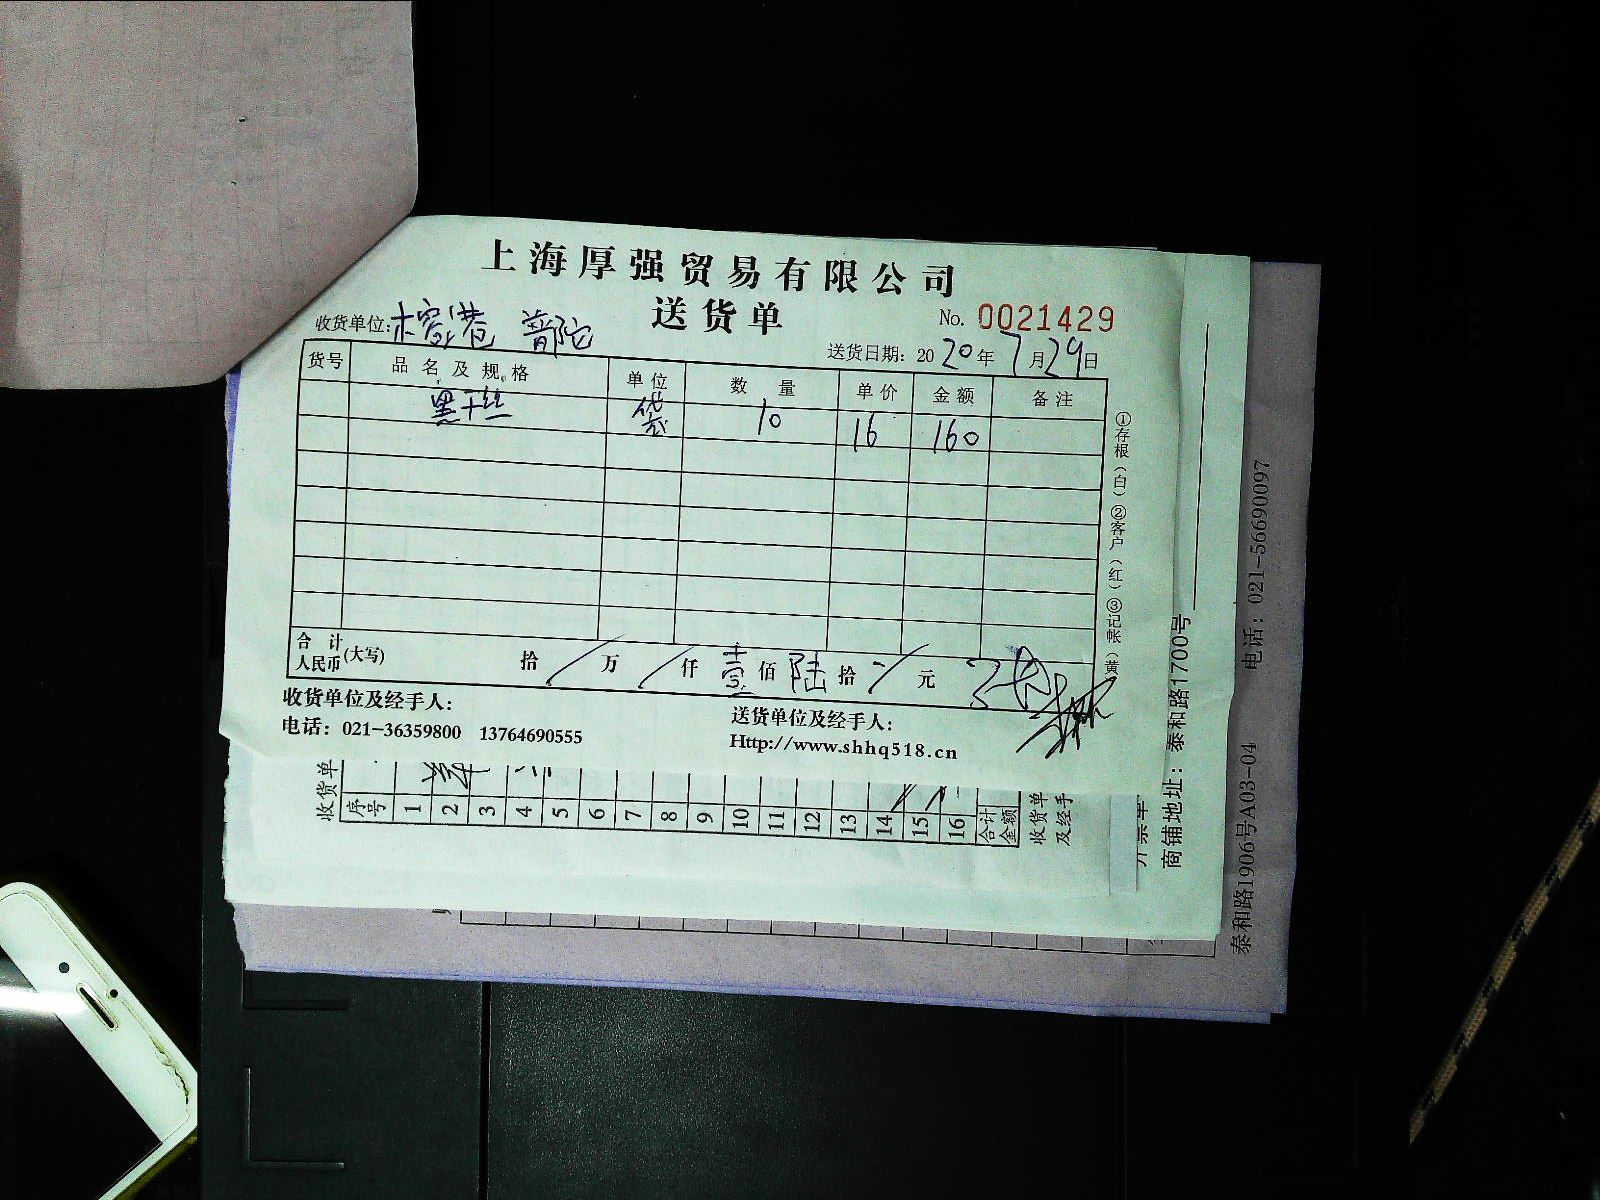 上海厚强贸易有限公司
送货单
No. 0021429
收货单位: 榕港 普陀
送货日期: 2020年7月29日
货号 品名及规格 单位 数量 单价 金额 备注
黑干丝 袋 10 16 160
合计人民币(大写) 拾/万/仟壹佰陆拾/元
收货单位及经手人:
送货单位及经手人:
电话: 021-36359800 13764690555
Http://www.shhq518.cn
①存根(白)②客户(红)③记帐(黄
收货单
序号 1 2 3 4 5 6 7 8 9 10 11 12 13 14 15 16 合计金额
收货单及经手
商铺地址: 泰和路1700号
泰和路1906号A03-04 电话: 021-56690097